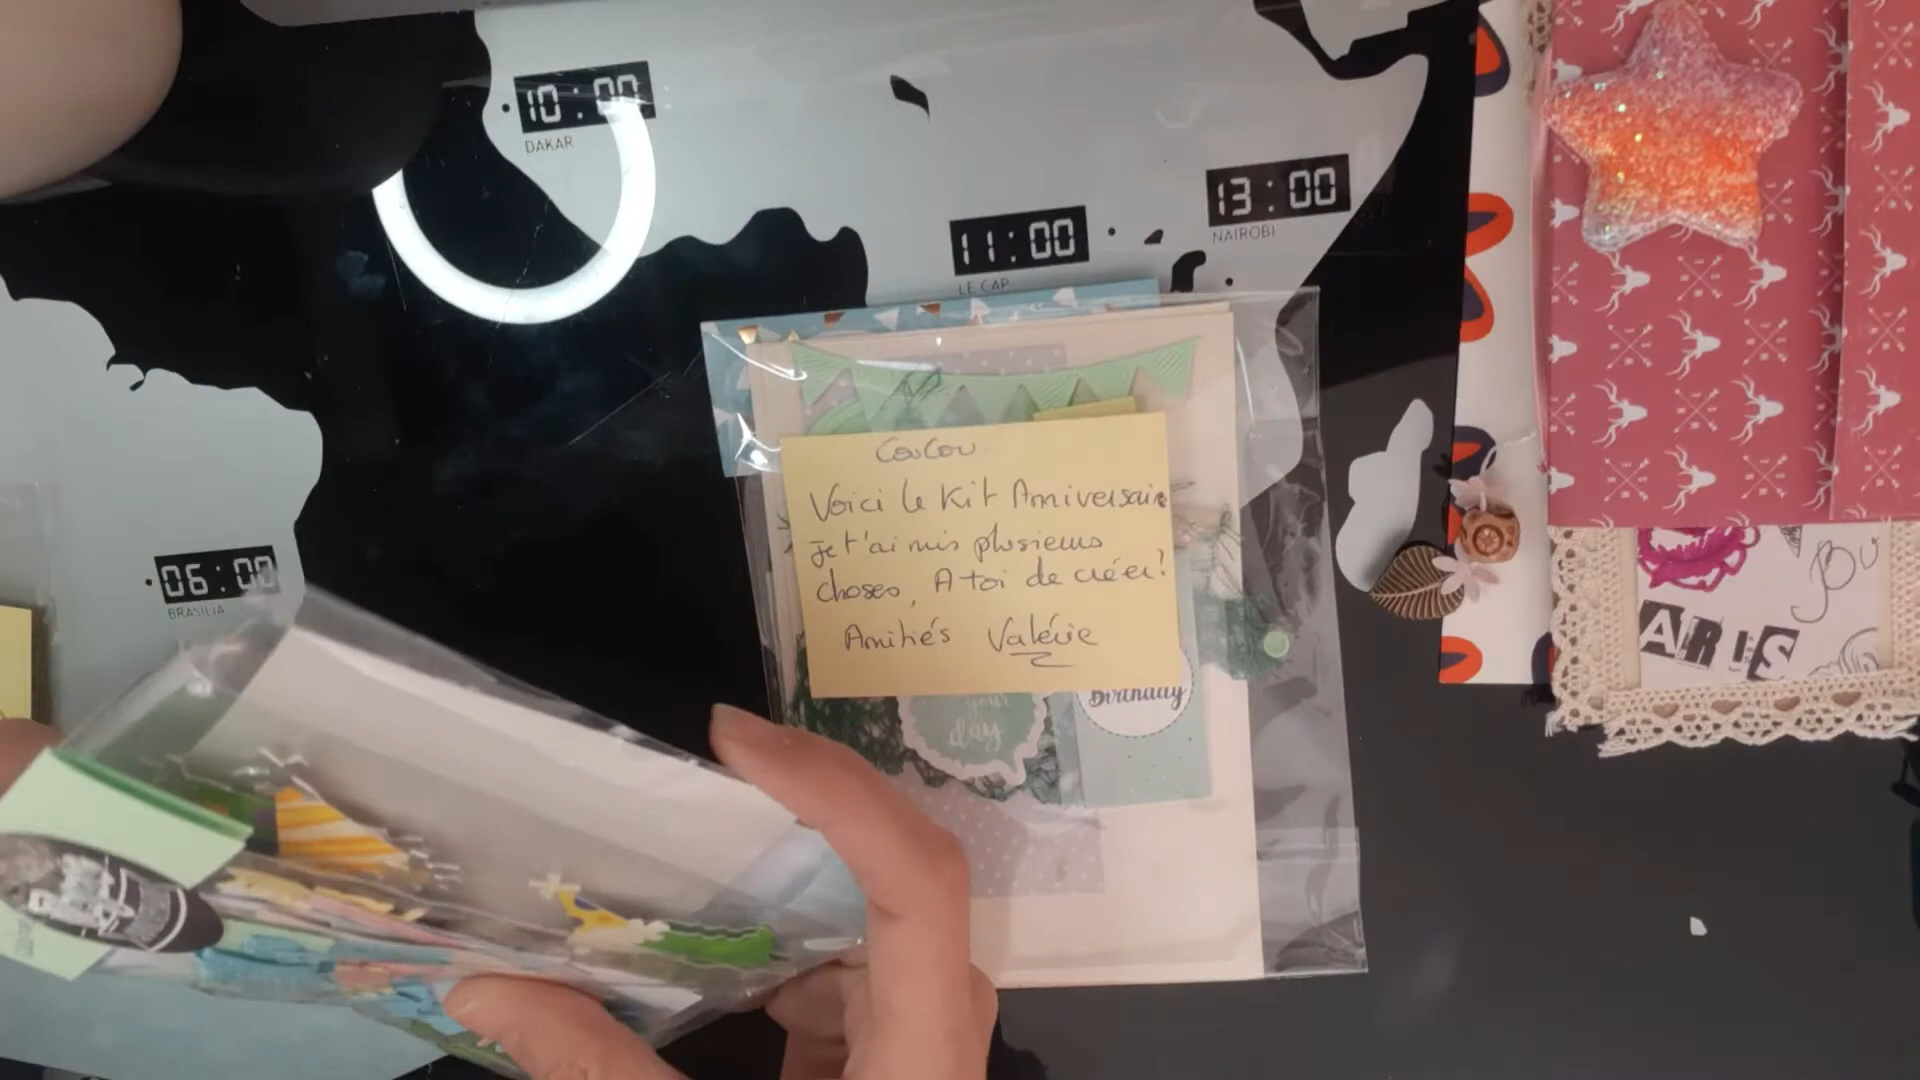 10:00
DAKAR
13:00
NAIROBI
11:00
LE CAP
06:00
BRASILIA
CouCou
Voici le Kit Anniversaire
je t'ai mis plusieurs
choses, A toi de créer!
Amitiés Valérie
your
day
Birthday
ARIS